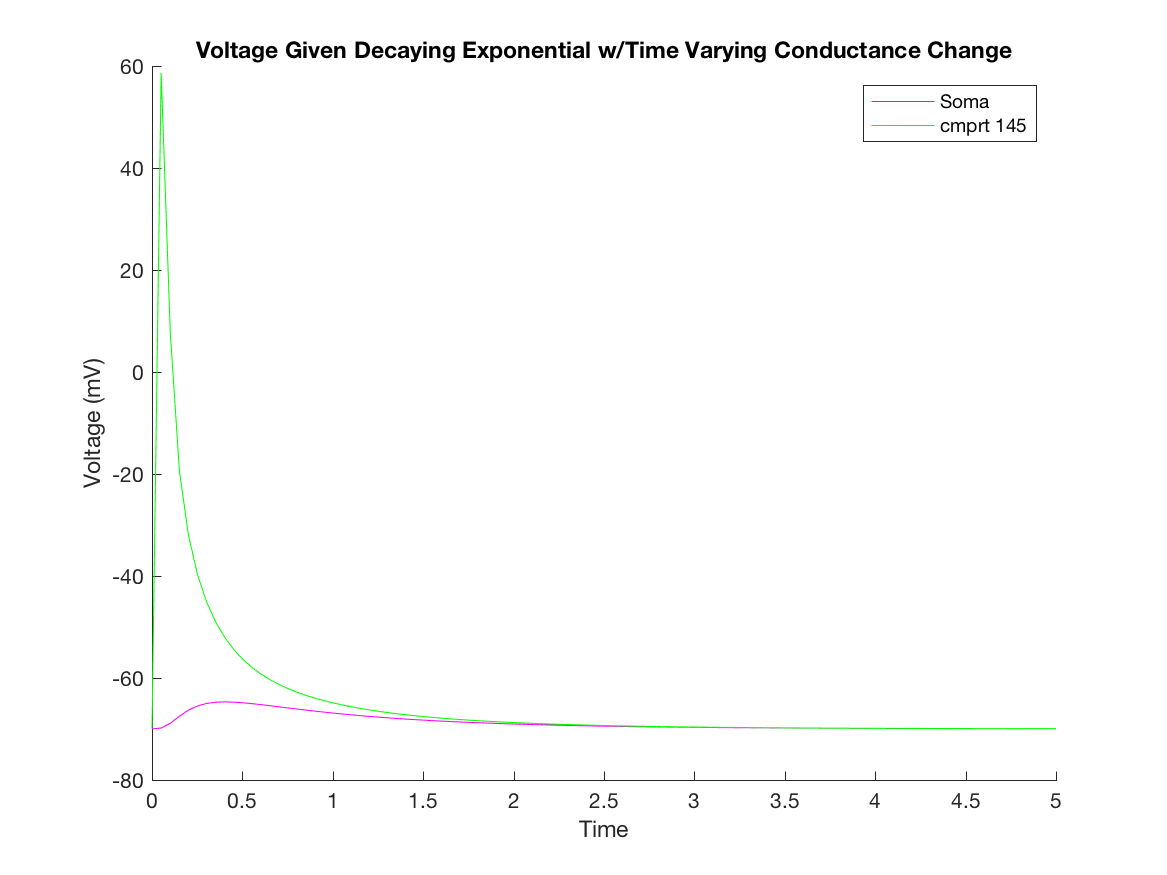 Voltage Given Decaying Exponential w/Time Varying Conductance Change
Soma
cmprt 145
60
40
20
0
-20
-40
-60
-80
Voltage (mV)
0 0.5 1 1.5 2 2.5 3 3.5 4 4.5 5
Time